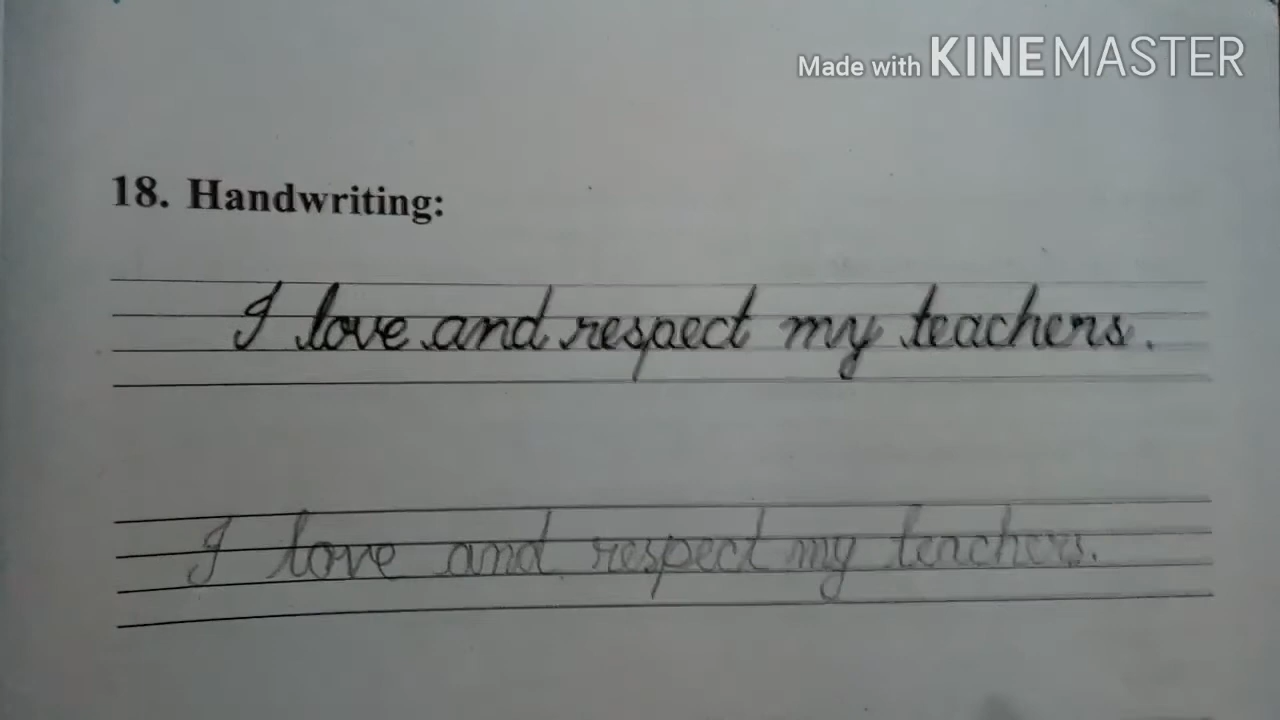 Made with KINEMASTER
18. Handwriting:
I love and respect my teachers.
I love and respect my teachers.